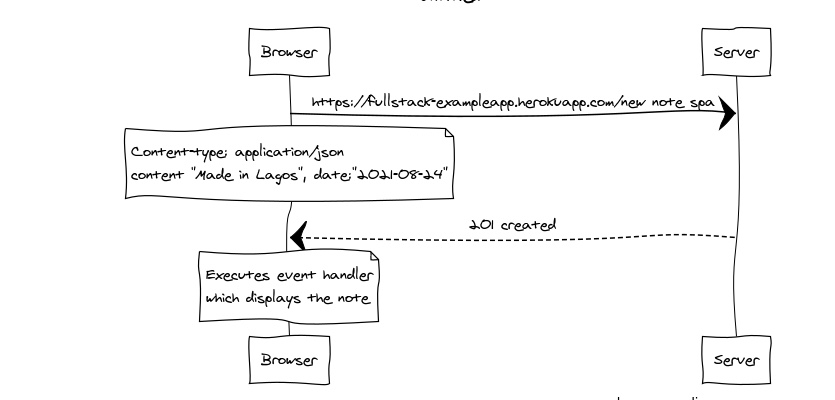 Browser
Server
https://fullstack-exampleapp.herokuapp.com/new note spa
Content-type; application/json
content "Made in Lagos", date;"2021-08-24"
201 created
Executes event handler
which displays the note
Browser
Server